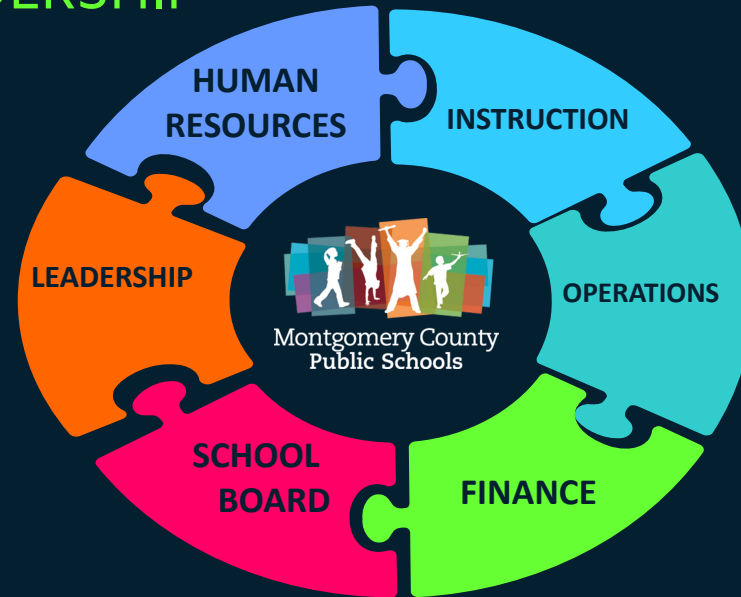 HUMAN
RESOURCES
INSTRUCTION
LEADERSHIP
OPERATIONS
Montgomery County
Public Schools
SCHOOL
BOARD
FINANCE